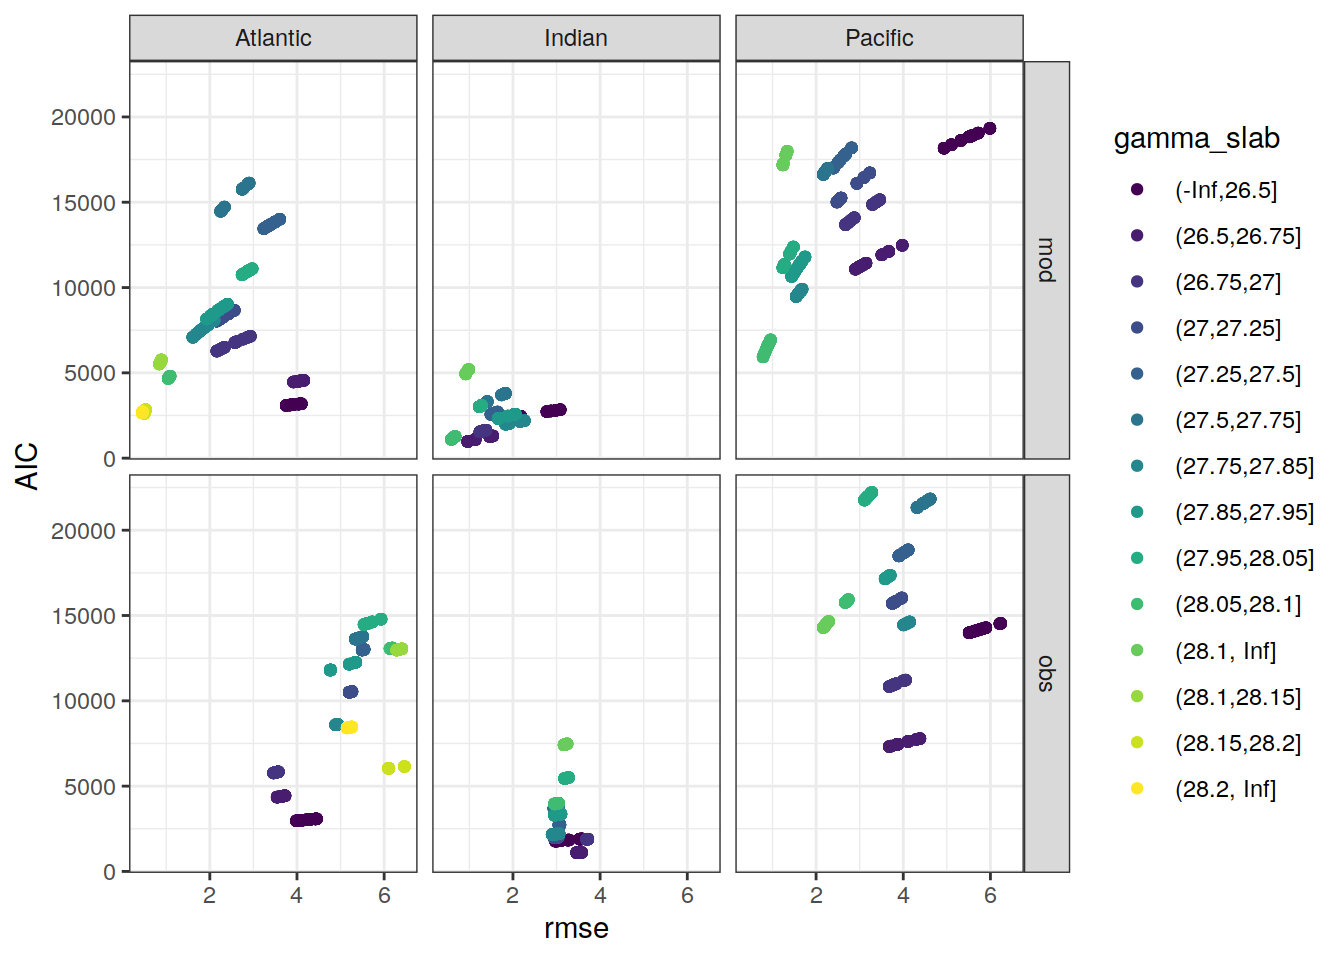 Atlantic
Indian
Pacific
20000
15000
10000
5000
0
mod
20000
15000
10000
5000
0
obs
AIC
2
4
6
2
4
6
2
4
6
rmse
gamma_slab
(-Inf,26.5]
(26.5,26.75]
(26.75,27]
(27,27.25]
(27.25,27.5]
(27.5,27.75]
(27.75,27.85]
(27.85,27.95]
(27.95,28.05]
(28.05,28.1]
(28.1, Inf]
(28.1,28.15]
(28.15,28.2]
(28.2, Inf]